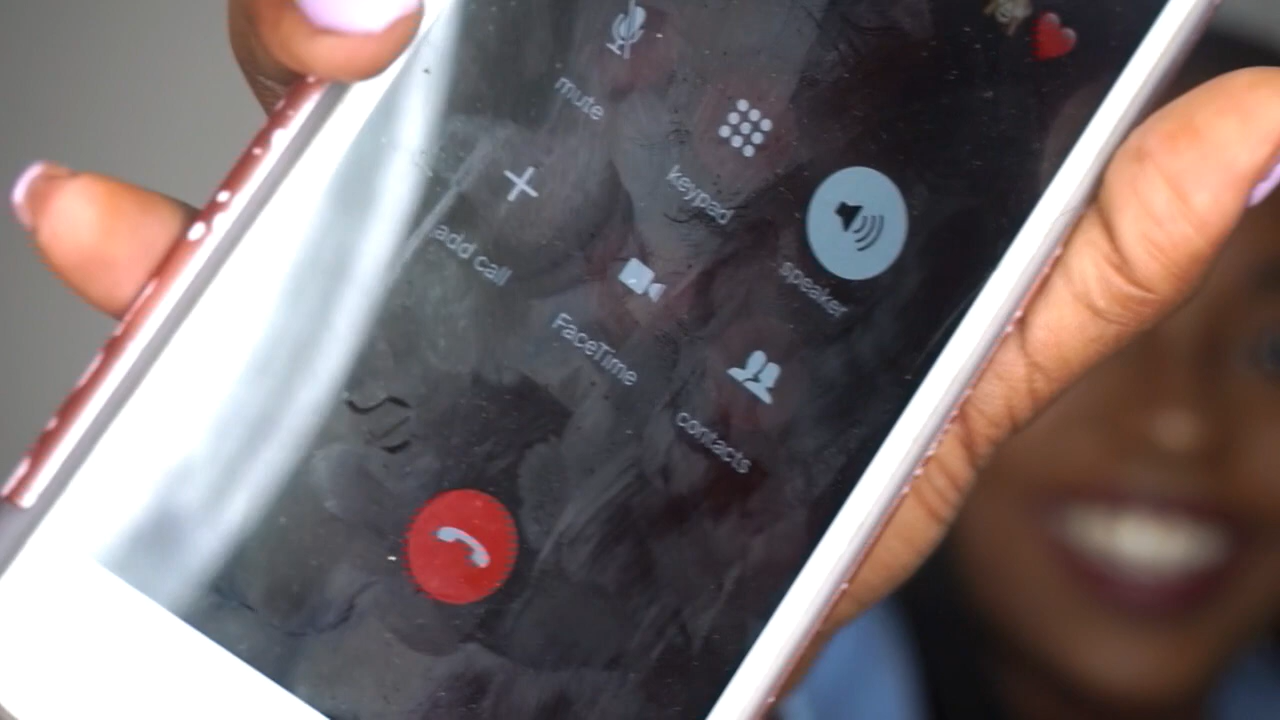 mute
keypad
speaker
add call
FaceTime
contacts